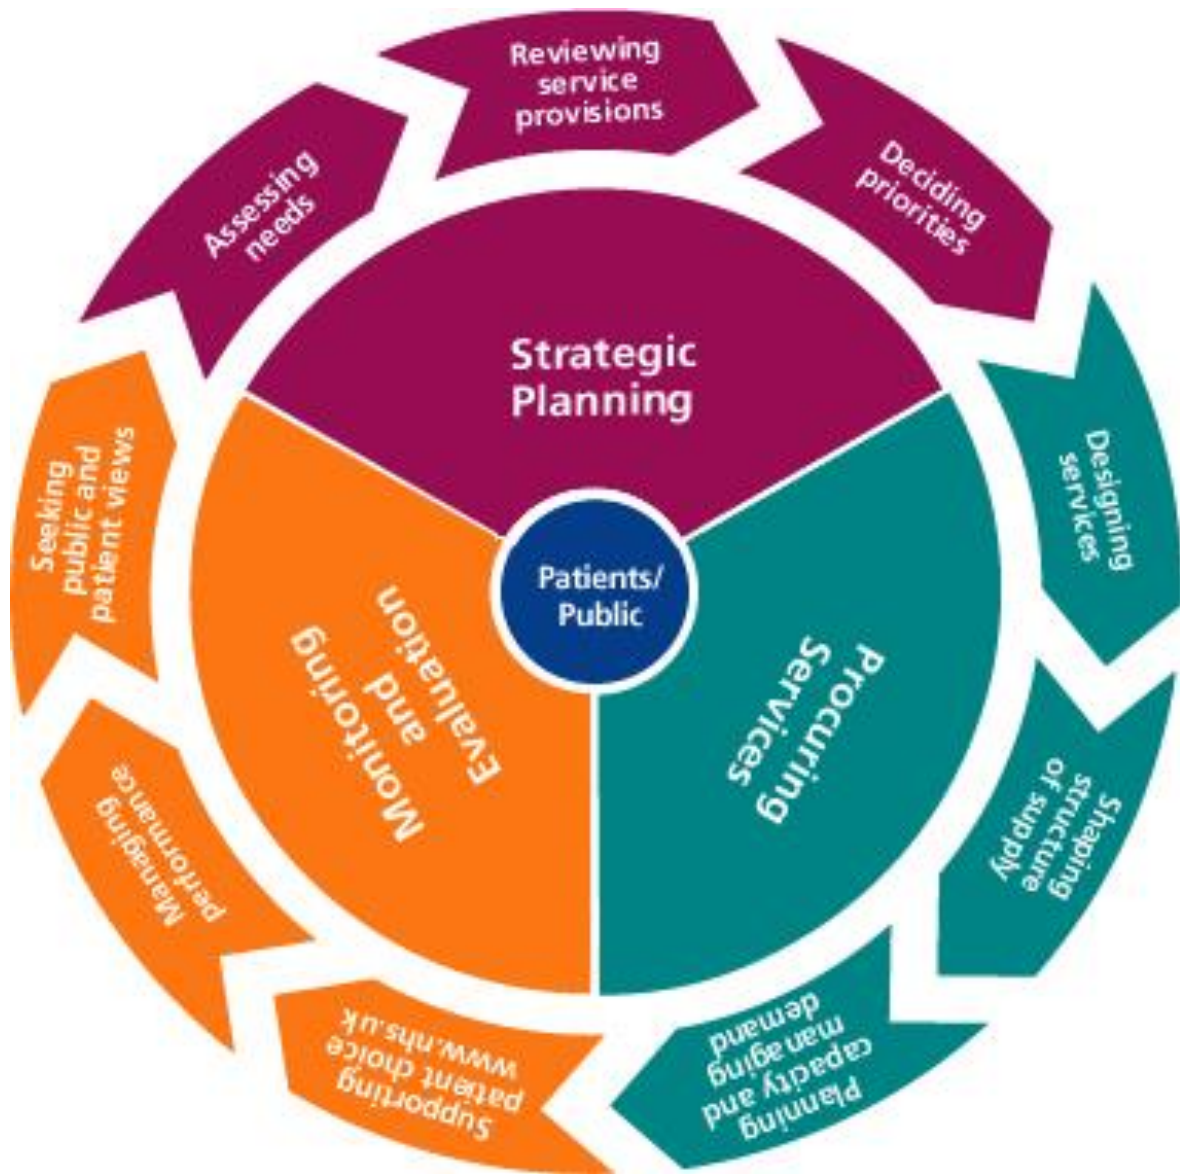 Reviewing
service
provisions
Deciding
priorities
Designing
services
Shaping
structure
of supply
Planning
capacity and
managing
demand
Supporting
patient choice
www.nhs.uk
Managing
performance
Seeking
public and
patient views
Assessing
needs
Strategic
Planning
Procuring
Services
Monitoring
and
Evaluation
Patients/
Public